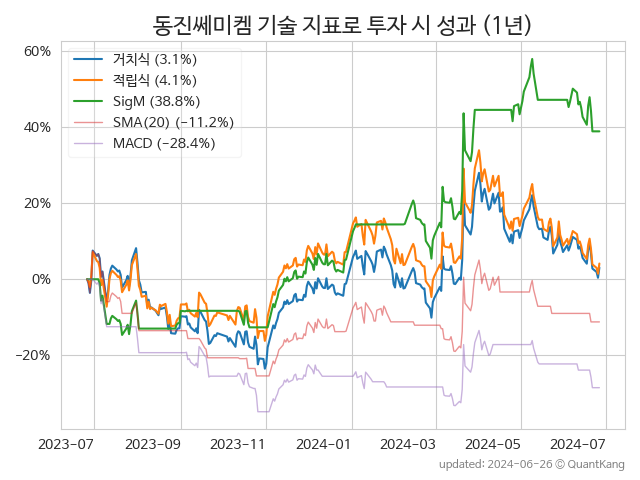 동진쎄미켐 기술 지표로 투자 시 성과 (1년)
60%
40%
20%
0%
−20%
거치식 (3.1%)
적립식 (4.1%)
SigM (38.8%)
SMA(20) (−11.2%)
MACD (−28.4%)
2023-07 2023-09 2023-11 2024-01 2024-03 2024-05 2024-07
updated: 2024-06-26 © QuantKang